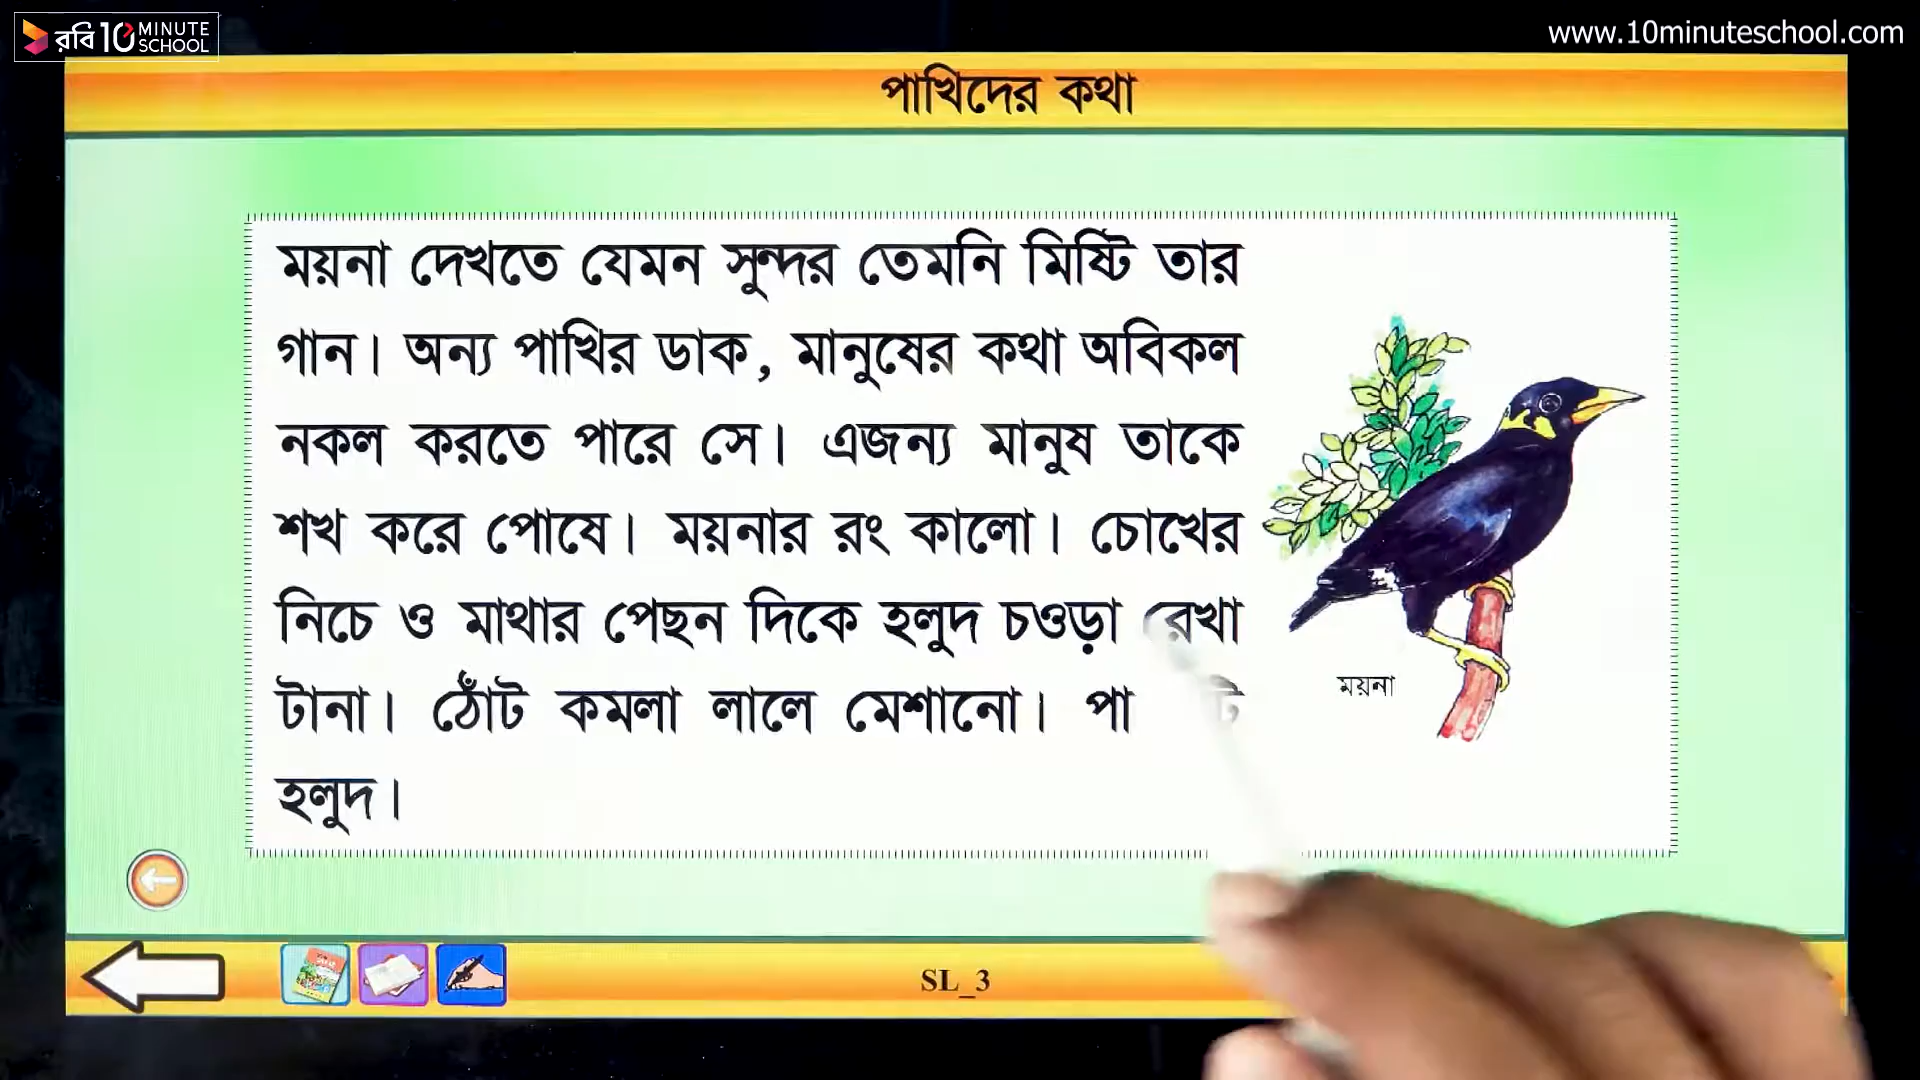 রবি 10 MINUTE SCHOOL
www.10minuteschool.com
পাখিদের কথা
ময়না দেখতে যেমন সুন্দর তেমনি মিষ্টি তার
গান। অন্য পাখির ডাক, মানুষের কথা অবিকল
নকল করতে পারে সে। এজন্য মানুষ তাকে
শখ করে পোষে। ময়নার রং কালো। চোখের
নিচে ও মাথার পেছন দিকে হলুদ চওড়া রেখা
টানা। ঠোঁট কমলা লালে মেশানো। পা
হলুদ।
ময়না
SL_3